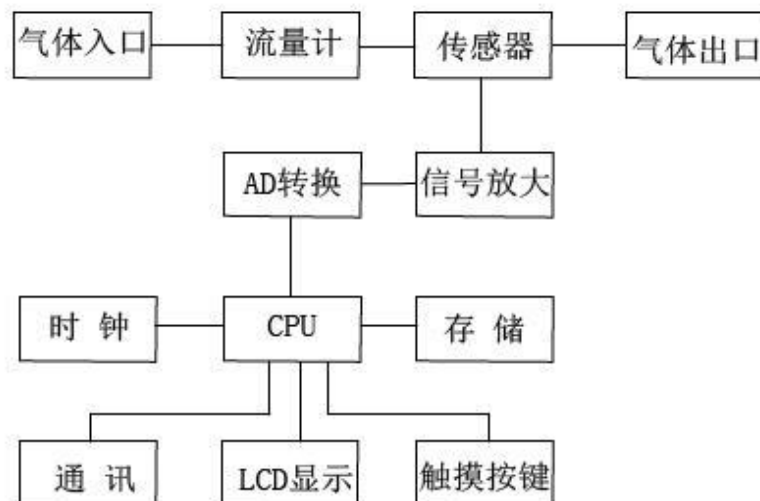 气体入口
流量计
传感器
气体出口
AD转换
信号放大
时 钟
CPU
存 储
通 讯
LCD显示
触摸按键